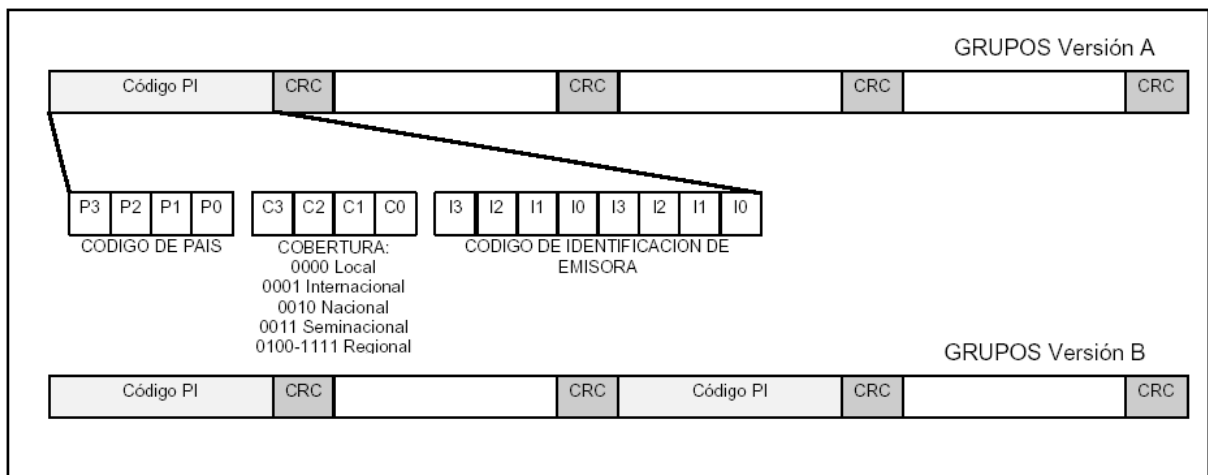 GRUPOS Versión A
Código PI CRC CRC CRC CRC
P3 P2 P1 P0 C3 C2 C1 C0 I3 I2 I1 I0 I3 I2 I1 I0
CODIGO DE PAIS
COBERTURA:
0000 Local
0001 Internacional
0010 Nacional
0011 Seminacional
0100-1111 Regional
CODIGO DE IDENTIFICACION DE
EMISORA
GRUPOS Versión B
Código PI CRC CRC Código PI CRC CRC